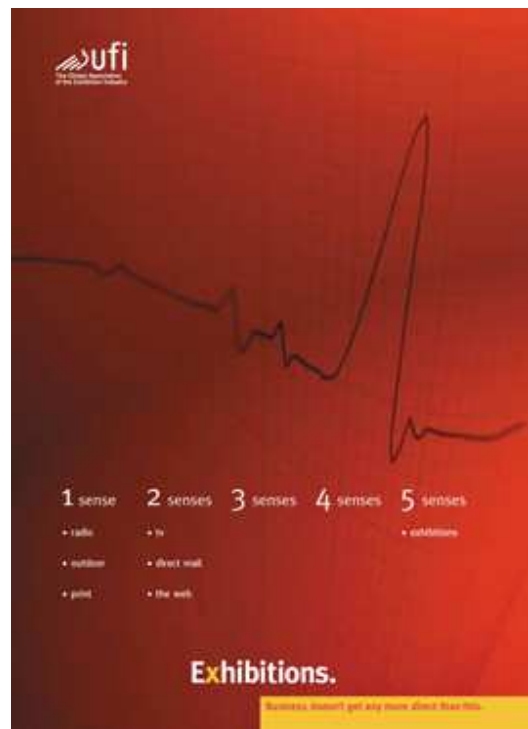 ufi
The Global Association
of the Exhibition Industry
1 sense 2 senses 3 senses 4 senses 5 senses
• radio • tv • exhibitions
• outdoor • direct mail
• print • the web
Exhibitions.
Business doesn't get any more direct than this.